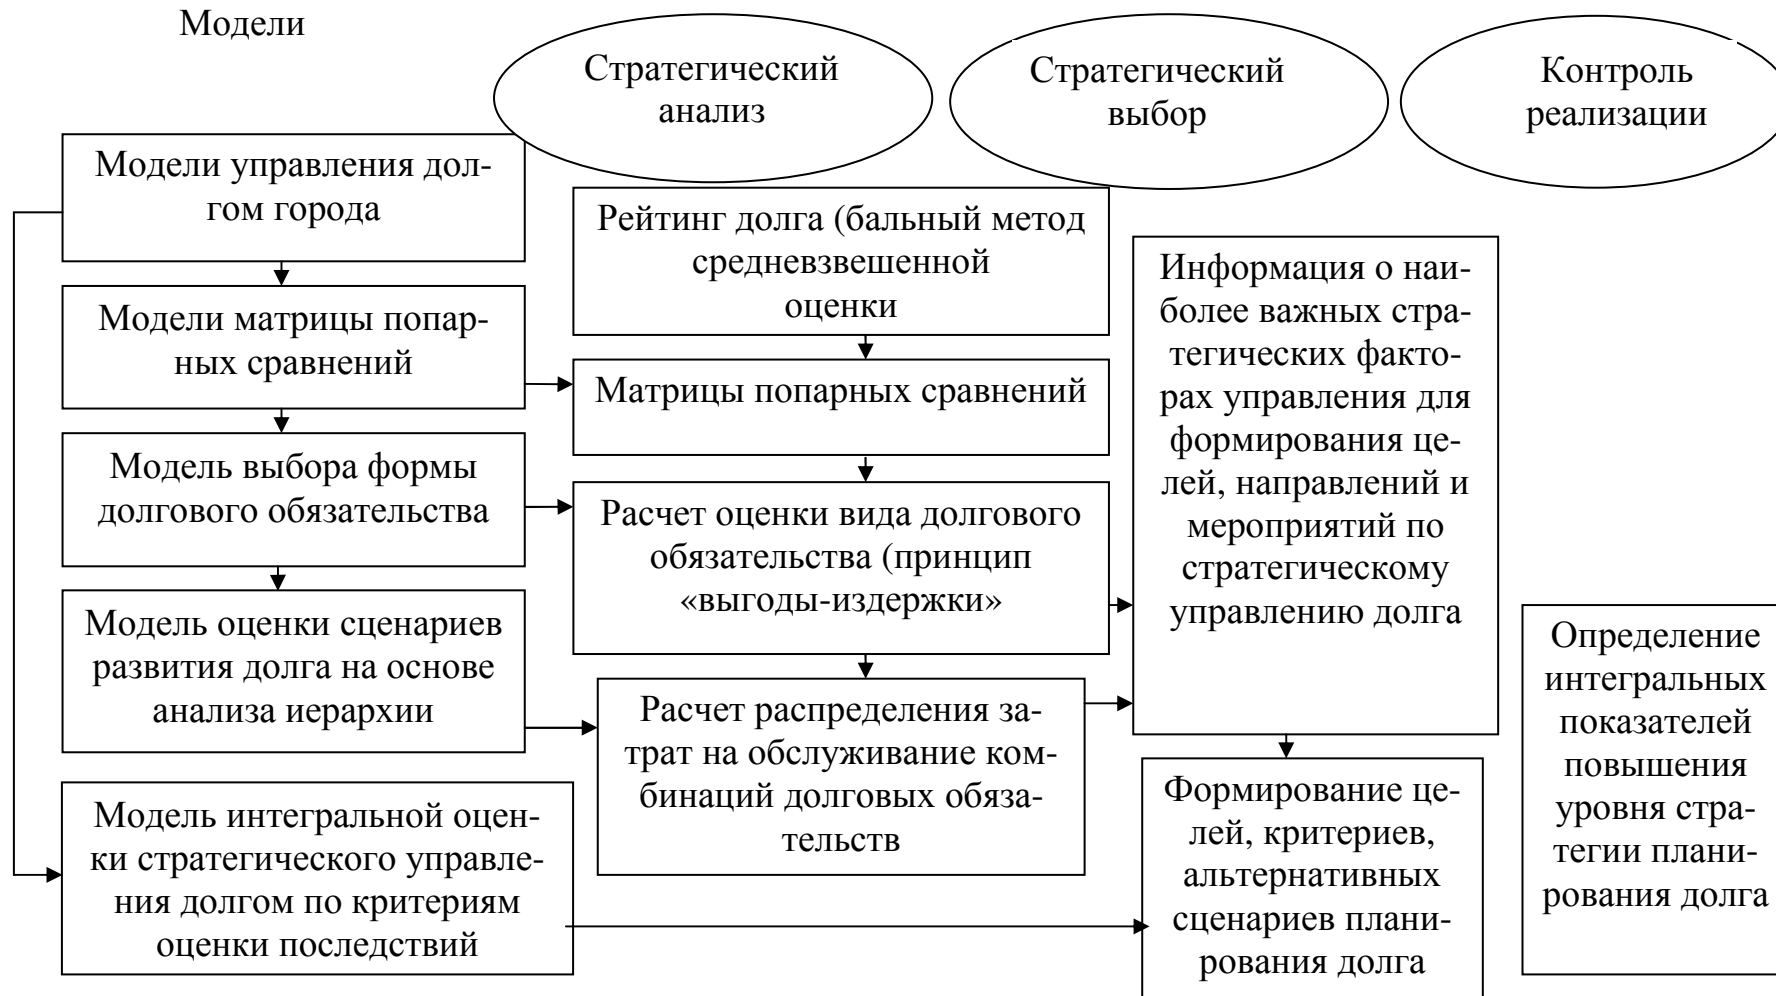 Модели
Стратегический
анализ
Стратегический
выбор
Контроль
реализации
Модели управления дол-
гом города
Модели матрицы попар-
ных сравнений
Модель выбора формы
долгового обязательства
Модель оценки сценариев
развития долга на основе
анализа иерархии
Модель интегральной оцен-
ки стратегического управле-
ния долгом по критериям
оценки последствий
Рейтинг долга (бальный метод
средневзвешенной
оценки
Матрицы попарных сравнений
Расчет оценки вида долгового
обязательства (принцип
«выгоды-издержки»
Расчет распределения за-
трат на обслуживание ком-
бинаций долговых обяза-
тельств
Информация о наи-
более важных стра-
тегических факто-
рах управления для
формирования це-
лей, направлений и
мероприятий по
стратегическому
управлению долга
Формирование це-
лей, критериев,
альтернативных
сценариев плани-
рования долга
Определение
интегральных
показателей
повышения
уровня стра-
тегии плани-
рования долга